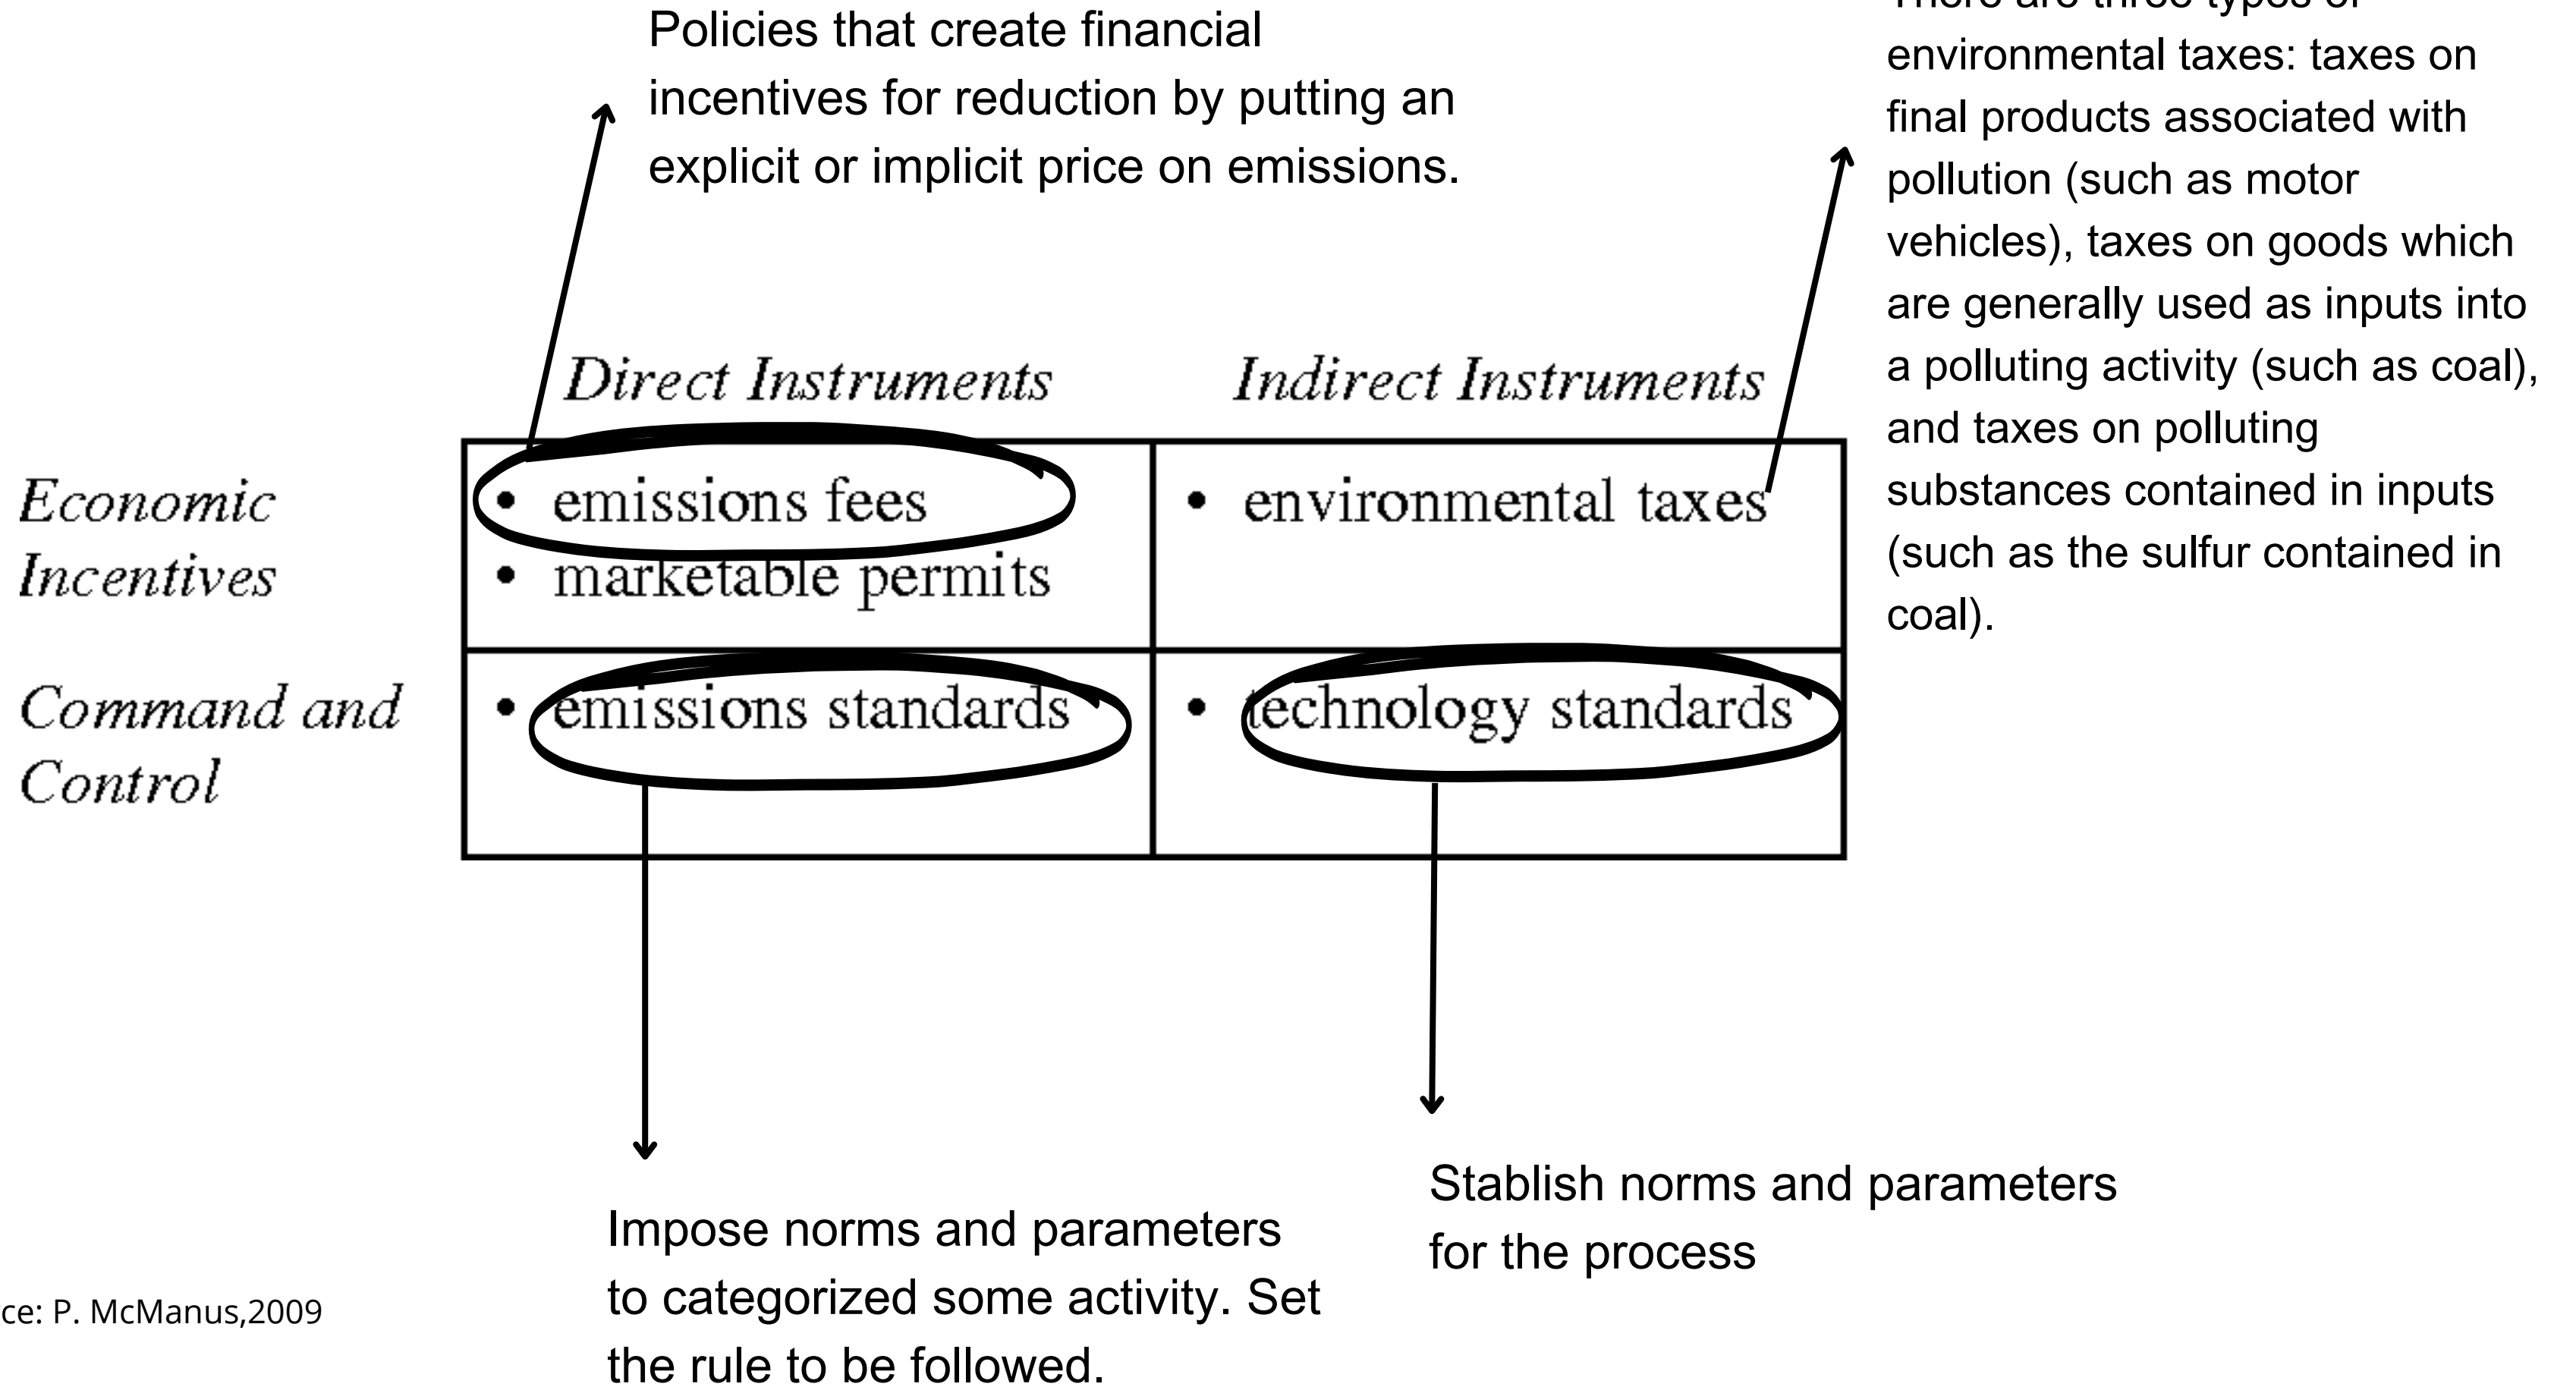 Policies that create financial
incentives for reduction by putting an
explicit or implicit price on emissions.
There are three types of
environmental taxes: taxes on
final products associated with
pollution (such as motor
vehicles), taxes on goods which
are generally used as inputs into
a polluting activity (such as coal),
and taxes on polluting
substances contained in inputs
(such as the sulfur contained in
coal).
Direct Instruments
Indirect Instruments
Economic
Incentives
• emissions fees
• marketable permits
• environmental taxes
Command and
Control
• emissions standards
• technology standards
Impose norms and parameters
to categorized some activity. Set
the rule to be followed.
Stablish norms and parameters
for the process
ce: P. McManus,2009